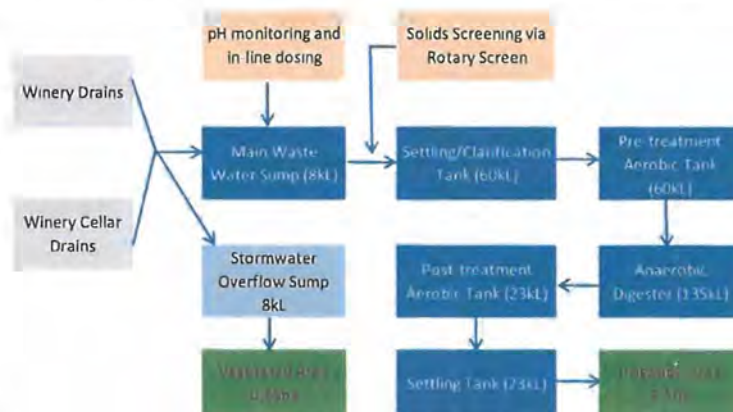 pH monitoring and
in-line dosing
Solids Screening via
Rotary Screen
Winery Drains
Main Waste
Water Sump (8kL)
Settling/Clarification
Tank (60kL)
Pre-treatment
Aerobic Tank
(60kL)
Winery Cellar
Drains
Stormwater
Overflow Sump
8kL
Post-treatment
Aerobic Tank (23kL)
Anaerobic
Digester (135kL)
Settling Tank (23kL)